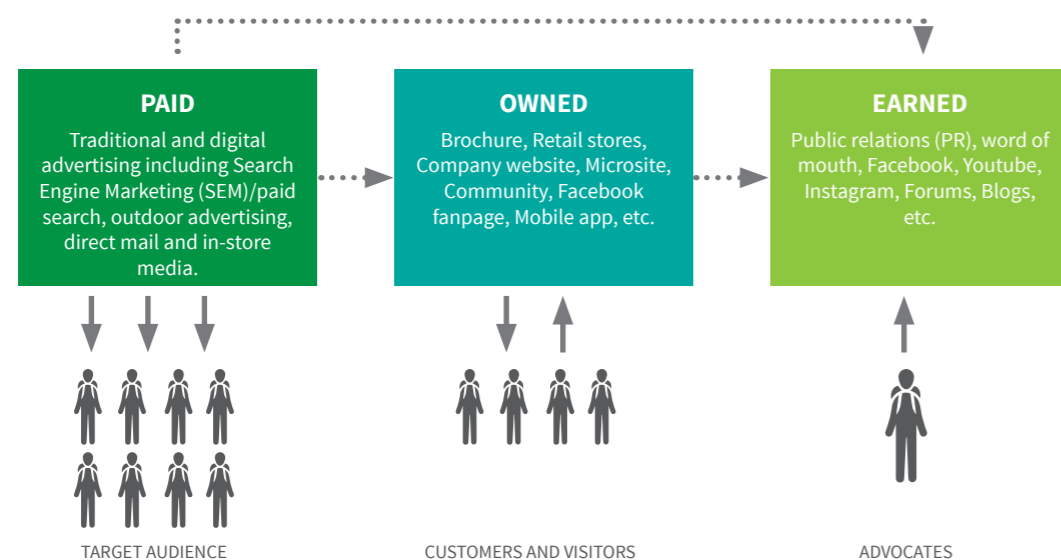 PAID
Traditional and digital
advertising including Search
Engine Marketing (SEM)/paid
search, outdoor advertising,
direct mail and in-store
media.
OWNED
Brochure, Retail stores,
Company website, Microsite,
Community, Facebook
fanpage, Mobile app, etc.
EARNED
Public relations (PR), word of
mouth, Facebook, Youtube,
Instagram, Forums, Blogs,
etc.
TARGET AUDIENCE
CUSTOMERS AND VISITORS
ADVOCATES